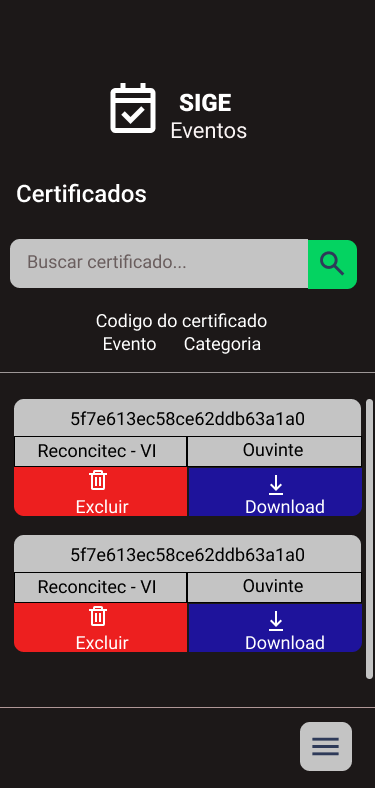 SIGE
Eventos
Certificados
Buscar certificado...
Codigo do certificado
Evento Categoria
5f7e613ec58ce62ddb63a1a0
Reconcitec - VI Ouvinte
Excluir Download
5f7e613ec58ce62ddb63a1a0
Reconcitec - VI Ouvinte
Excluir Download